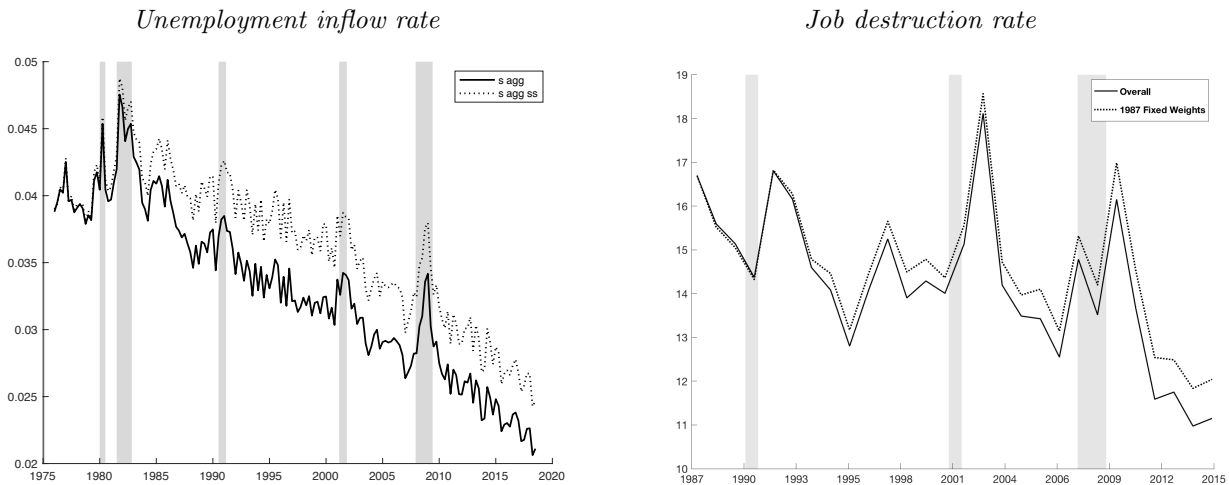 Unemployment inflow rate
0.05
0.045
0.04
0.035
0.03
0.025
0.02
1975 1980 1985 1990 1995 2000 2005 2010 2015 2020
s agg
s agg ss
Job destruction rate
19
18
17
16
15
14
13
12
11
10
1987 1990 1993 1995 1998 2001 2004 2006 2009 2012 2015
Overall
1987 Fixed Weights